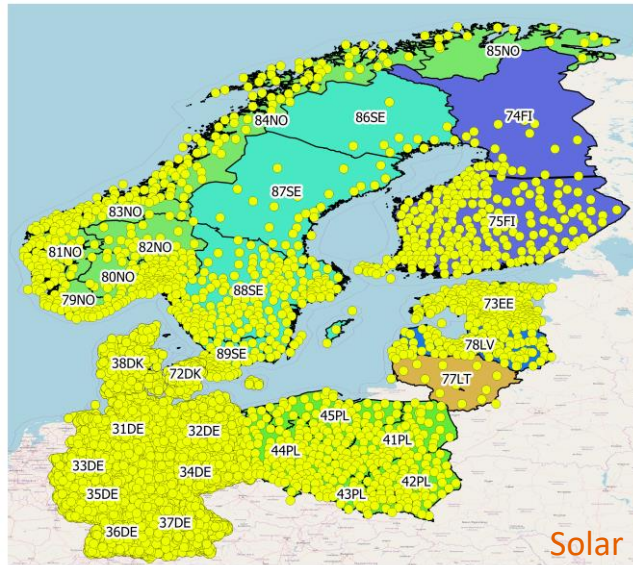 85NO
74FI
84NO
86SE
87SE
83NO
75FI
81NO
82NO
80NO
88SE
79NO
73EE
89SE
78LV
38DK
72DK
77LT
45PL
31DE
32DE
41PL
44PL
33DE
34DE
42PL
35DE
43PL
37DE
36DE
Solar